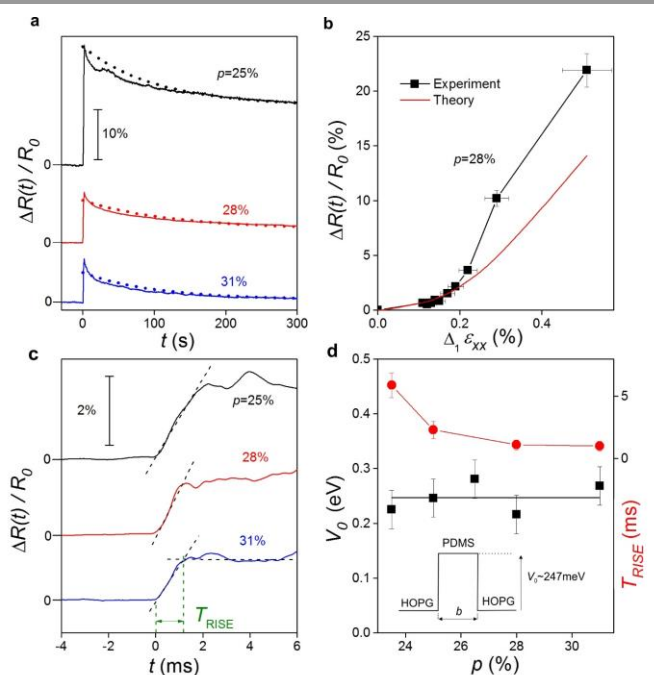 a
ΔR(t) / R₀
p=25%
10%
0
28%
0
31%
0
0 100 200 300
t (s)
b
ΔR(t) / R₀ (%)
25
20
15
10
5
0
Experiment
Theory
p=28%
0.0 0.2 0.4
Δ₁ εₓₓ (%)
c
ΔR(t) / R₀
2%
p=25%
0
28%
0
31%
0
T_RISE
-4 -2 0 2 4 6
t (ms)
d
V₀ (eV)
0.5
0.4
0.3
0.2
0.1
0.0
5
0
T_RISE (ms)
PDMS
V₀~247meV
HOPG b HOPG
24 26 28 30
p (%)